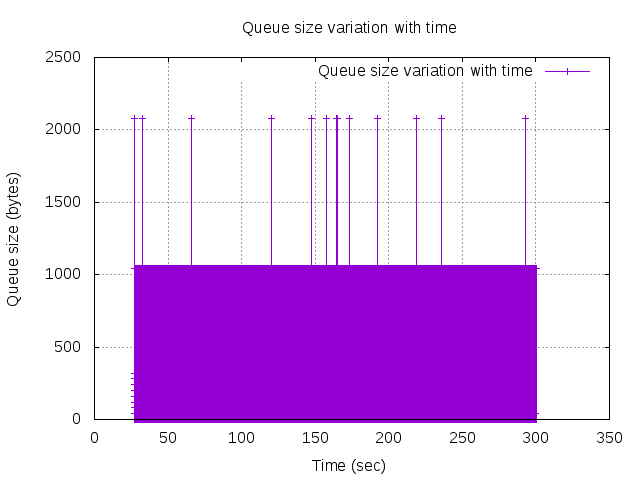 Queue size variation with time
2500
Queue size variation with time
2000
1500
1000
500
0
Queue size (bytes)
0 50 100 150 200 250 300 350
Time (sec)